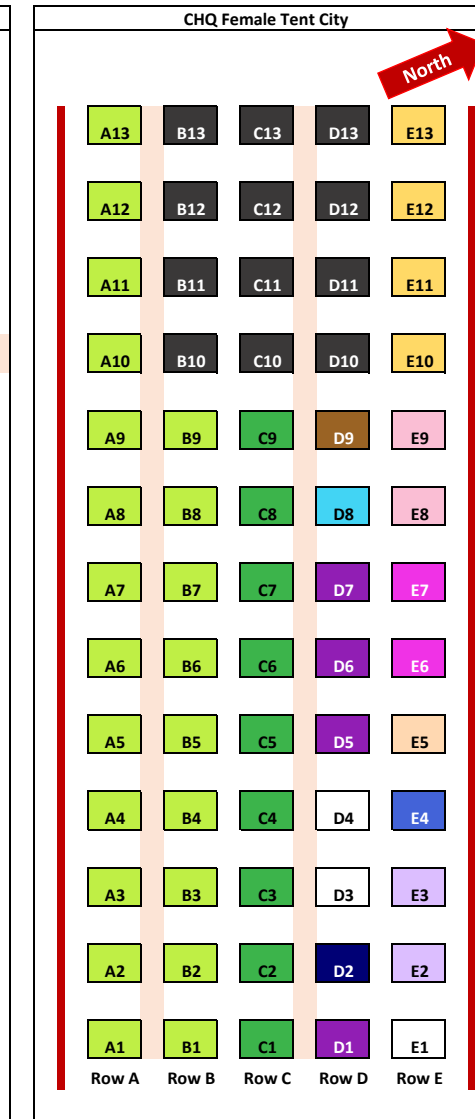 CHQ Female Tent City
North
A13 B13 C13 D13 E13
A12 B12 C12 D12 E12
A11 B11 C11 D11 E11
A10 B10 C10 D10 E10
A9 B9 C9 D9 E9
A8 B8 C8 D8 E8
A7 B7 C7 D7 E7
A6 B6 C6 D6 E6
A5 B5 C5 D5 E5
A4 B4 C4 D4 E4
A3 B3 C3 D3 E3
A2 B2 C2 D2 E2
A1 B1 C1 D1 E1
Row A Row B Row C Row D Row E